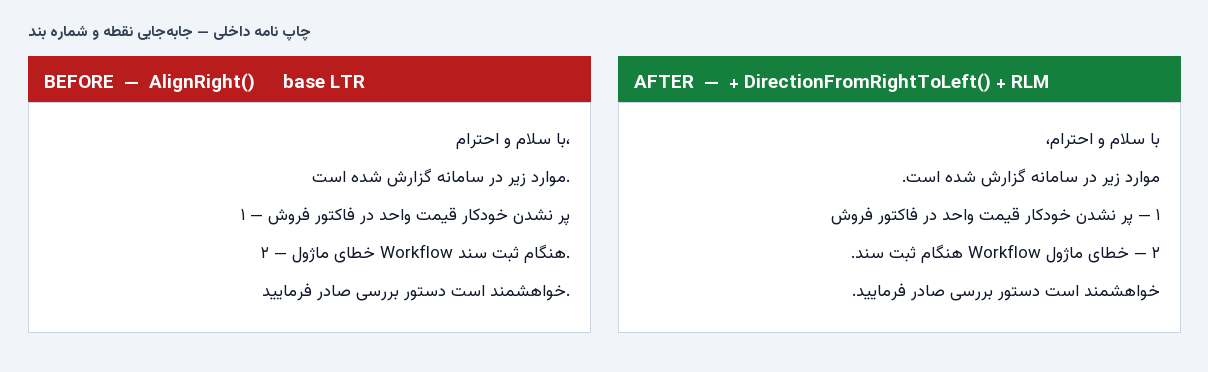 چاپ نامه داخلی — جابه‌جایی نقطه و شماره بند
BEFORE — AlignRight() base LTR
،با سلام و احترام
.موارد زیر در سامانه گزارش شده است
پر نشدن خودکار قیمت واحد در فاکتور فروش — ۱
.هنگام ثبت سند Workflow خطای ماژول — ۲
.خواهشمند است دستور بررسی صادر فرمایید
AFTER — + DirectionFromRightToLeft() + RLM
با سلام و احترام،
موارد زیر در سامانه گزارش شده است.
۱ — پر نشدن خودکار قیمت واحد در فاکتور فروش
۲ — خطای ماژول Workflow هنگام ثبت سند.
خواهشمند است دستور بررسی صادر فرمایید.